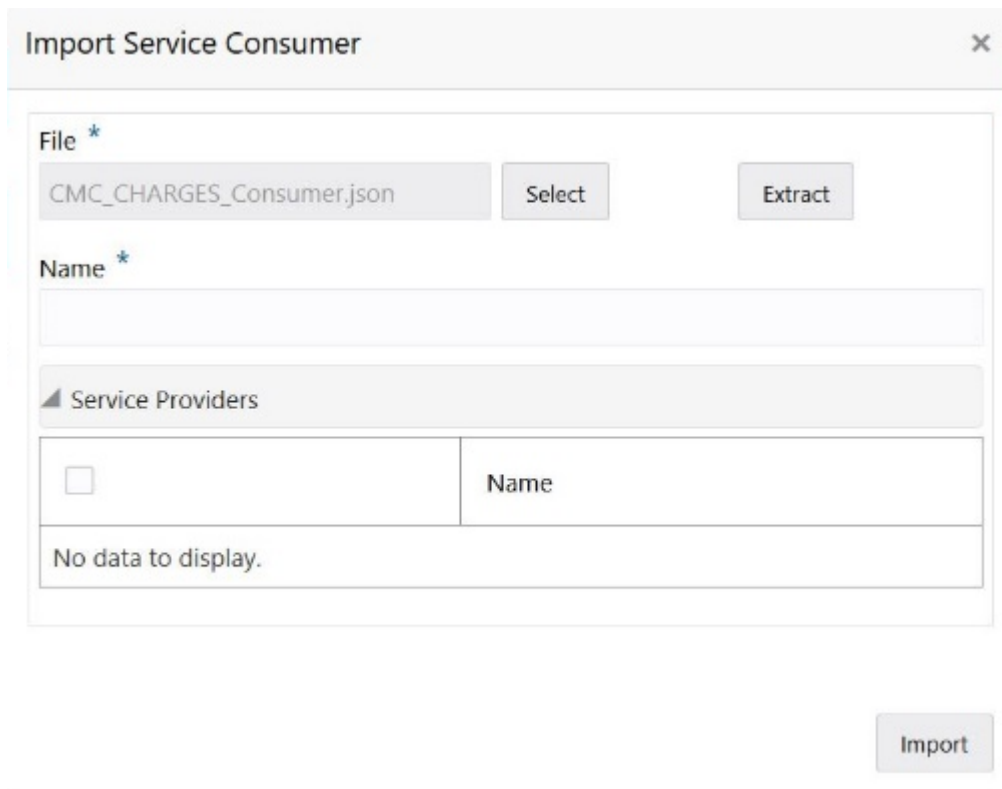 Import Service Consumer ×
File *
CMC_CHARGES_Consumer.json Select Extract
Name *
Service Providers
Name
No data to display.
Import